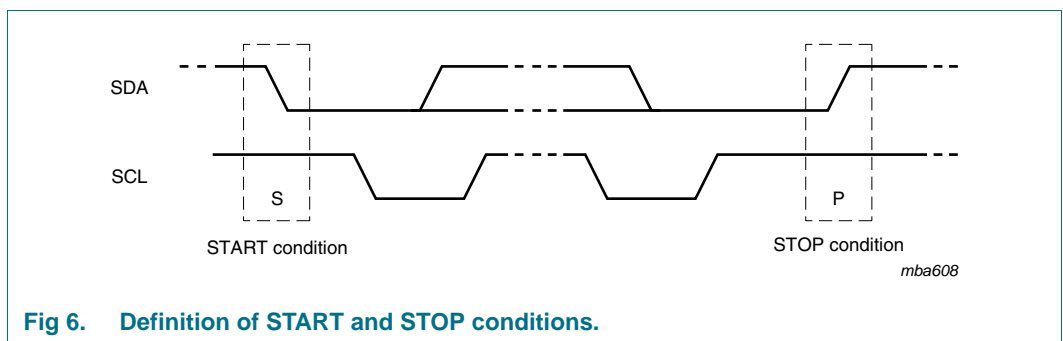 SDA
SCL
S
P
START condition
STOP condition
mba608
Fig 6. Definition of START and STOP conditions.